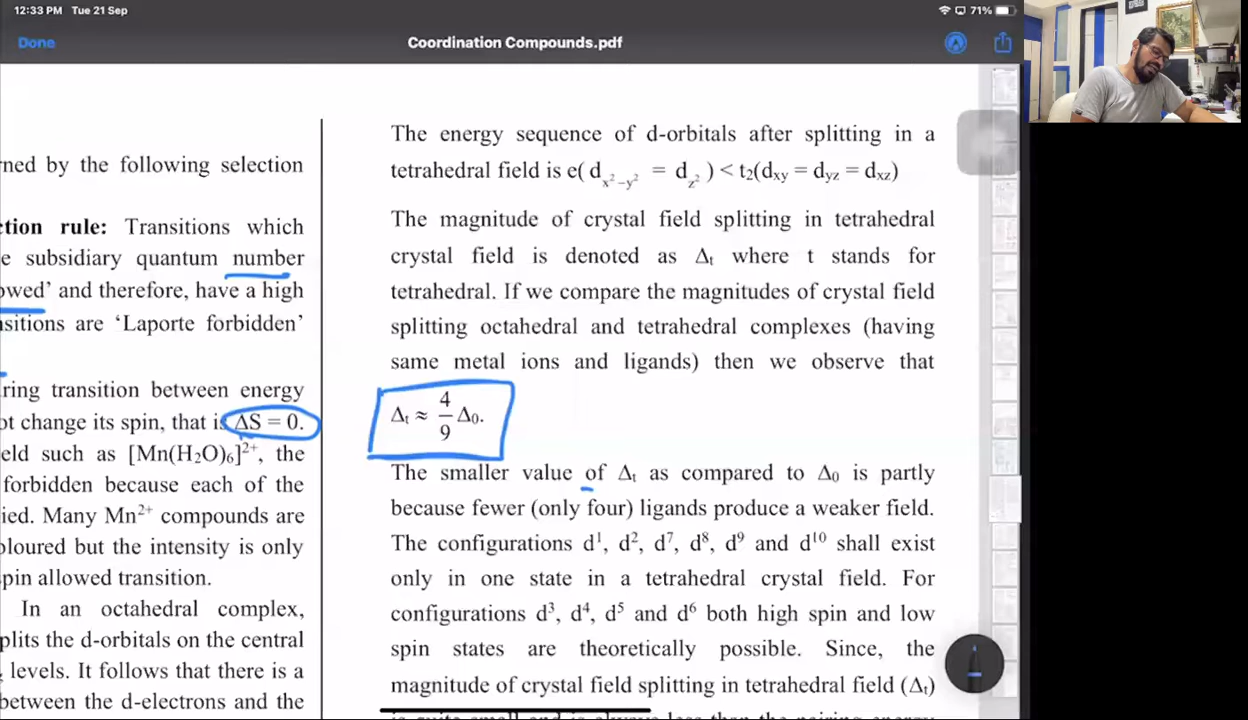 12:33 PM Tue 21 Sep
71%
Done
Coordination Compounds.pdf
ned by the following selection
tion rule: Transitions which
e subsidiary quantum number
owed’ and therefore, have a high
sitions are ‘Laporte forbidden’
ring transition between energy
ot change its spin, that is ΔS = 0.
eld such as [Mn(H₂O)₆]²⁺, the
forbidden because each of the
ied. Many Mn²⁺ compounds are
oloured but the intensity is only
pin allowed transition.
In an octahedral complex,
plits the d-orbitals on the central
levels. It follows that there is a
between the d-electrons and the
The energy sequence of d-orbitals after splitting in a
tetrahedral field is e( d_x²–y² = d_z² ) < t₂(dxy = dyz = dxz)
The magnitude of crystal field splitting in tetrahedral
crystal field is denoted as Δt where t stands for
tetrahedral. If we compare the magnitudes of crystal field
splitting octahedral and tetrahedral complexes (having
same metal ions and ligands) then we observe that
Δt ≈ 4/9 Δ0.
The smaller value of Δt as compared to Δ0 is partly
because fewer (only four) ligands produce a weaker field.
The configurations d¹, d², d⁷, d⁸, d⁹ and d¹⁰ shall exist
only in one state in a tetrahedral crystal field. For
configurations d³, d⁴, d⁵ and d⁶ both high spin and low
spin states are theoretically possible. Since, the
magnitude of crystal field splitting in tetrahedral field (Δt)